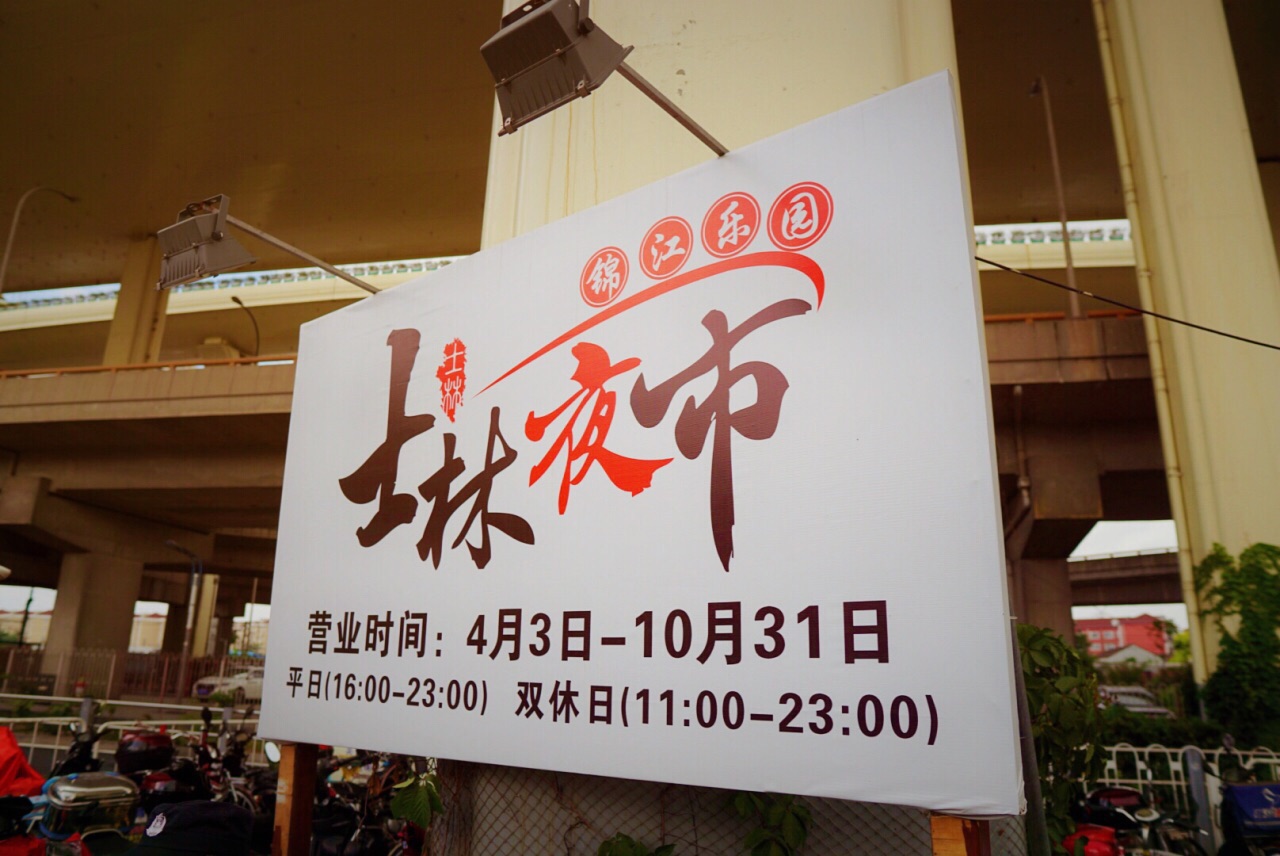 锦江乐园
士林
士林夜市
营业时间：4月3日-10月31日
平日(16:00-23:00) 双休日(11:00-23:00)